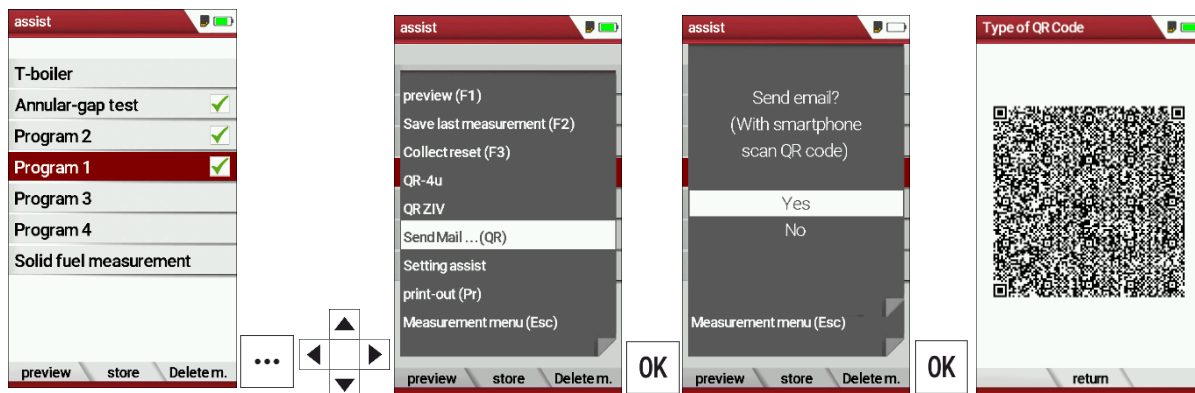 assist
T-boiler
Annular-gap test
Program 2
Program 1
Program 3
Program 4
Solid fuel measurement
preview store Delete m.
...
assist
preview (F1)
Save last measurement (F2)
Collect reset (F3)
QR-4u
QR ZIV
Send Mail ... (QR)
Setting assist
print-out (Pr)
Measurement menu (Esc)
preview store Delete m.
OK
assist
Send email?
(With smartphone
scan QR code)
Yes
No
Measurement menu (Esc)
preview store Delete m.
OK
Type of QR Code
return